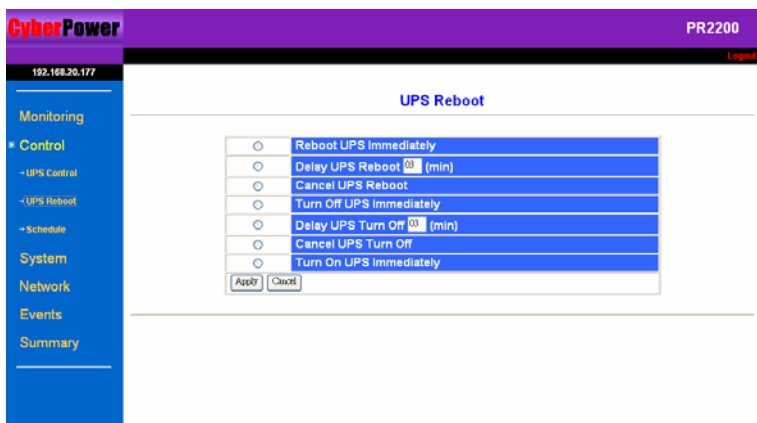 CyberPower
PR2200
Logout
192.168.20.177
UPS Reboot
Monitoring
Control
UPS Control
UPS Reboot
Schedule
System
Network
Events
Summary
Reboot UPS Immediately
Delay UPS Reboot 03 (min)
Cancel UPS Reboot
Turn Off UPS Immediately
Delay UPS Turn Off 03 (min)
Cancel UPS Turn Off
Turn On UPS Immediately
Apply Cancel